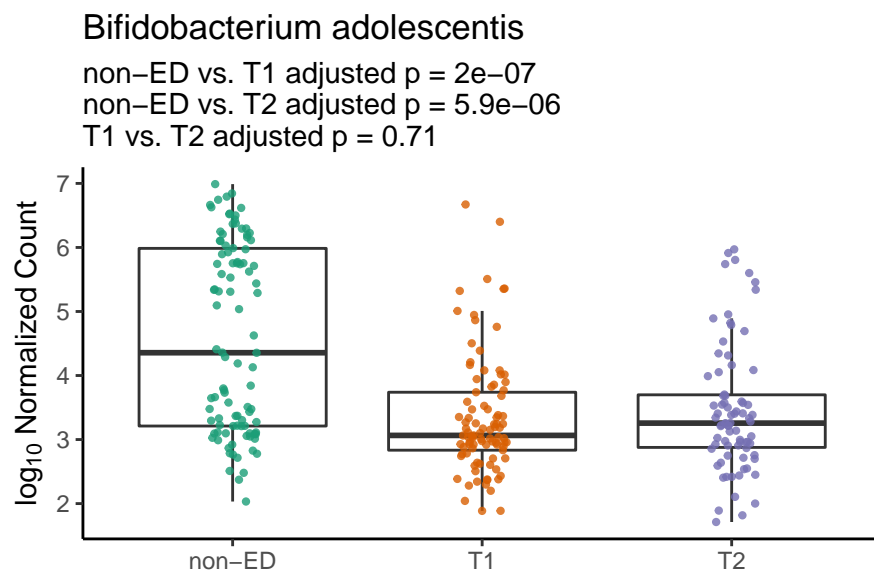 Bifidobacterium adolescentis
non−ED vs. T1 adjusted p = 2e−07
non−ED vs. T2 adjusted p = 5.9e−06
T1 vs. T2 adjusted p = 0.71
log10 Normalized Count
7
6
5
4
3
2
non−ED T1 T2